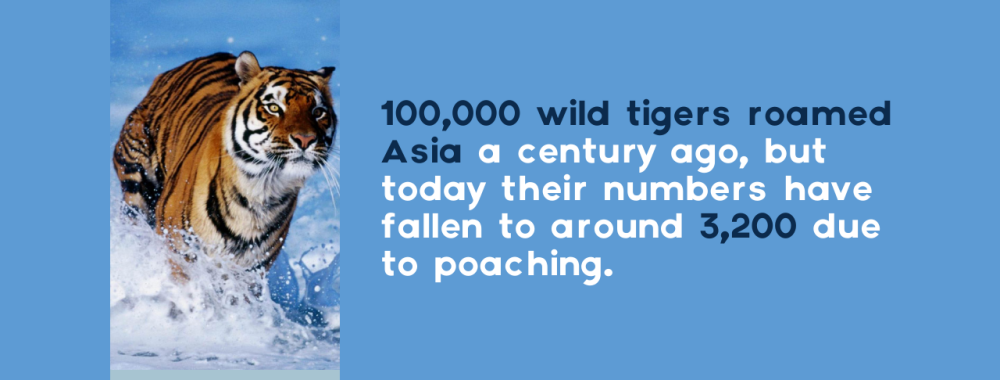 100,000 wild tigers roamed
Asia a century ago, but
today their numbers have
fallen to around 3,200 due
to poaching.